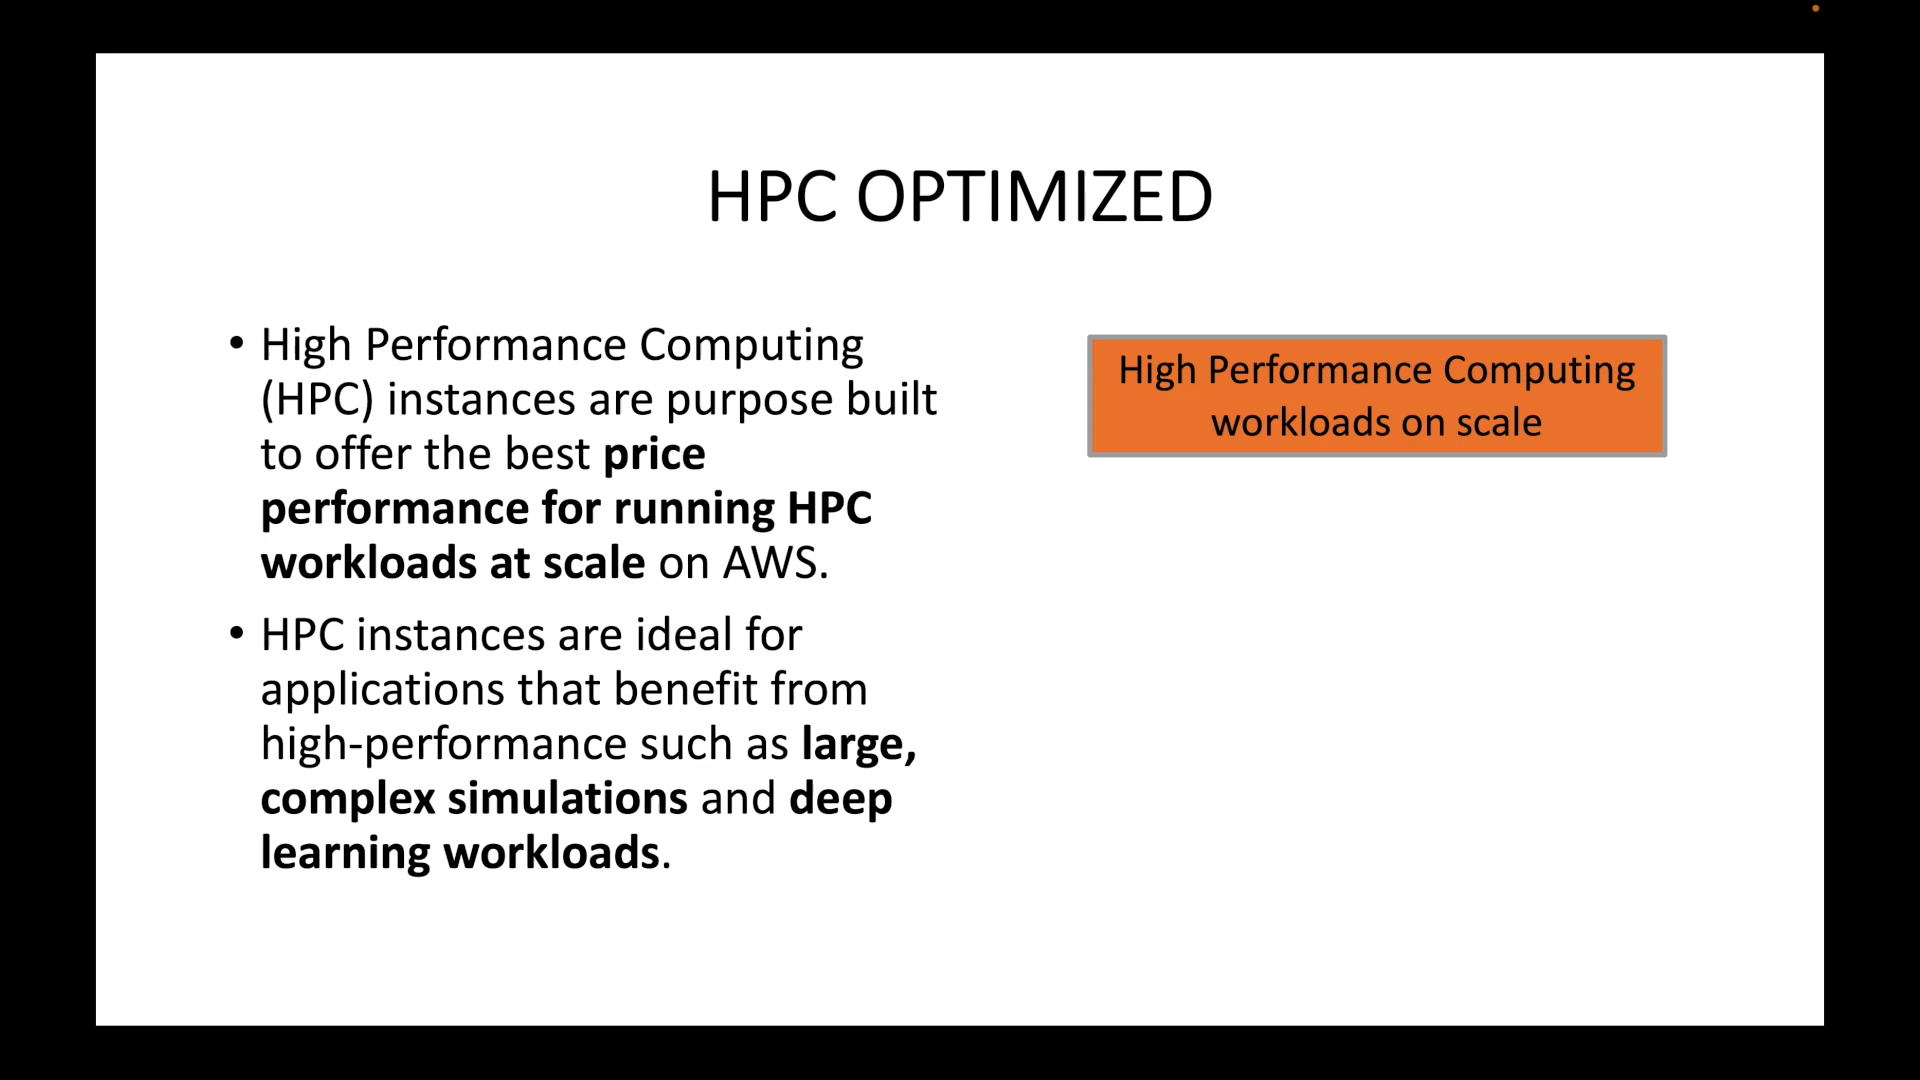 HPC OPTIMIZED
• High Performance Computing
(HPC) instances are purpose built
to offer the best price
performance for running HPC
workloads at scale on AWS.
• HPC instances are ideal for
applications that benefit from
high-performance such as large,
complex simulations and deep
learning workloads.
High Performance Computing
workloads on scale